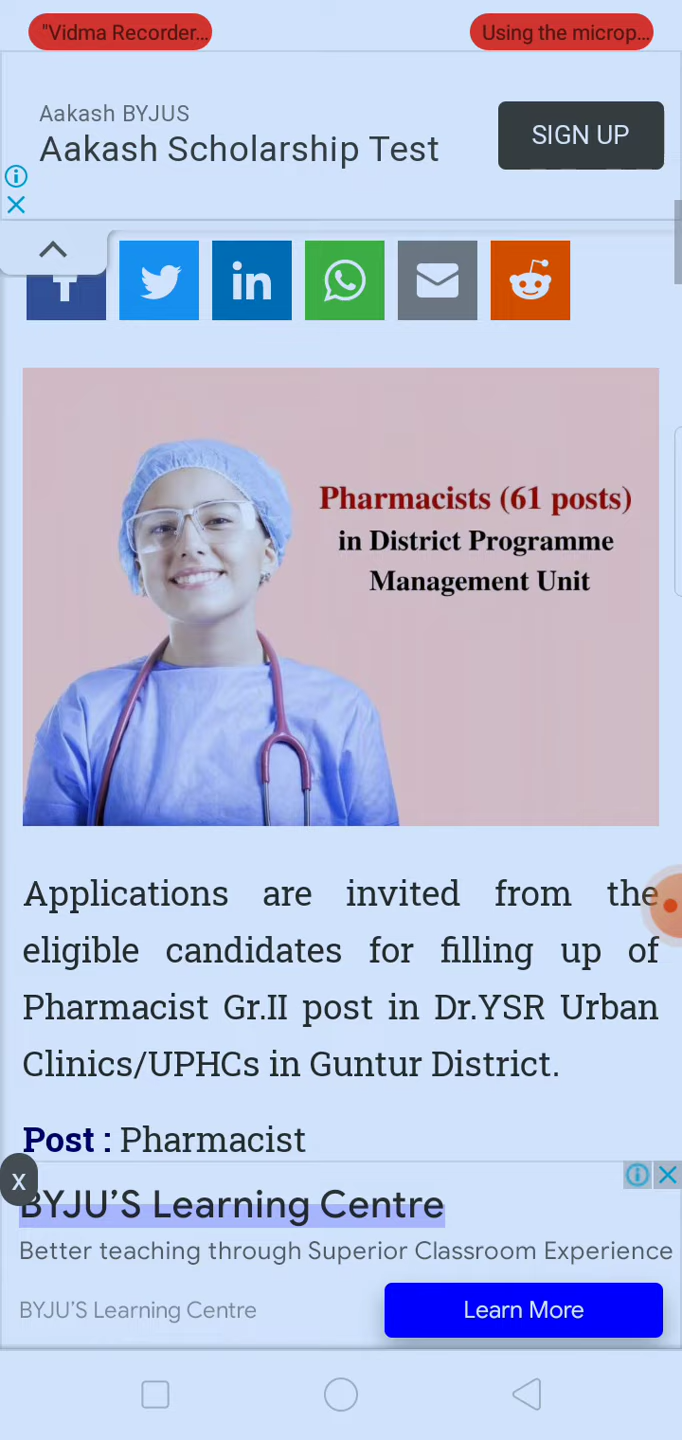 "Vidma Recorder...
Using the microp...
Aakash BYJUS
Aakash Scholarship Test
SIGN UP
in
Pharmacists (61 posts)
in District Programme
Management Unit
Applications are invited from the
eligible candidates for filling up of
Pharmacist Gr.II post in Dr.YSR Urban
Clinics/UPHCs in Guntur District.
Post : Pharmacist
X
BYJU'S Learning Centre
Better teaching through Superior Classroom Experience
BYJU'S Learning Centre
Learn More